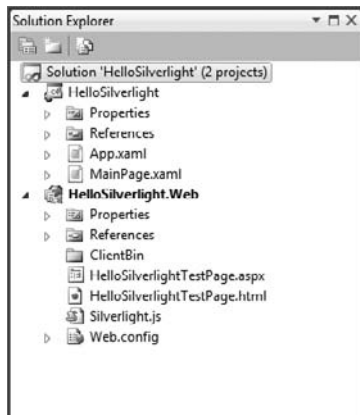 Solution Explorer
Solution 'HelloSilverlight' (2 projects)
HelloSilverlight
Properties
References
App.xaml
MainPage.xaml
HelloSilverlight.Web
Properties
References
ClientBin
HelloSilverlightTestPage.aspx
HelloSilverlightTestPage.html
Silverlight.js
Web.config